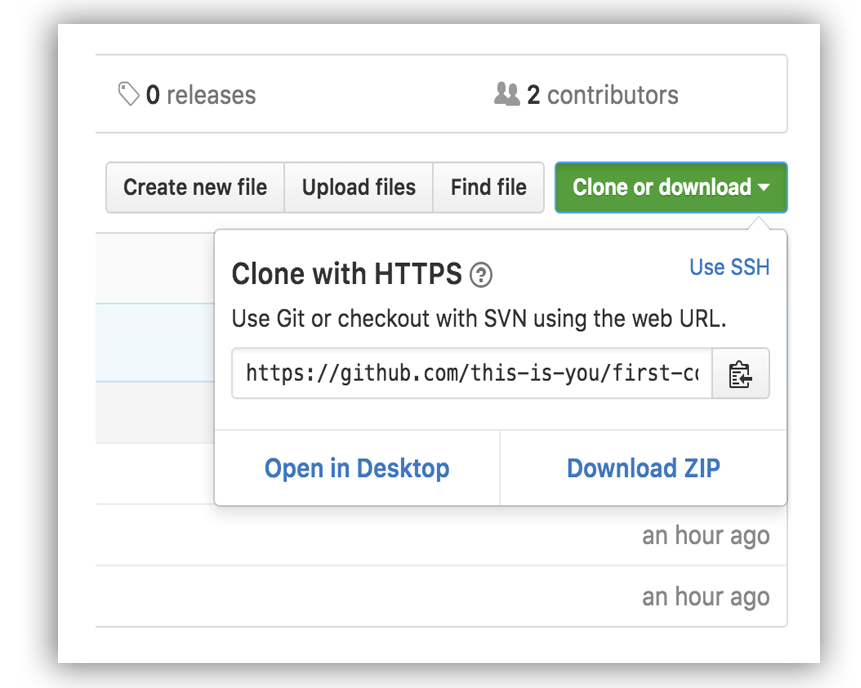 0 releases
2 contributors
Create new file
Upload files
Find file
Clone or download
Clone with HTTPS ?
Use SSH
Use Git or checkout with SVN using the web URL.
https://github.com/this-is-you/first-c
Open in Desktop
Download ZIP
an hour ago
an hour ago